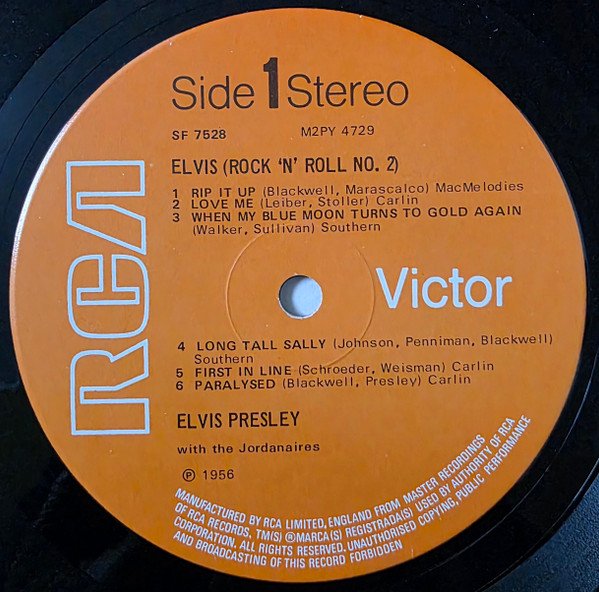 Side 1 Stereo
SF 7528 M2PY 4729
ELVIS (ROCK 'N' ROLL NO. 2)
1 RIP IT UP (Blackwell, Marascalco) MacMelodies
2 LOVE ME (Leiber, Stoller) Carlin
3 WHEN MY BLUE MOON TURNS TO GOLD AGAIN
(Walker, Sullivan) Southern
RCA
Victor
4 LONG TALL SALLY (Johnson, Penniman, Blackwell)
Southern
5 FIRST IN LINE (Schroeder, Weisman) Carlin
6 PARALYSED (Blackwell, Presley) Carlin
ELVIS PRESLEY
with the Jordanaires
℗ 1956
MANUFACTURED BY RCA LIMITED, ENGLAND FROM MASTER RECORDINGS
OF RCA RECORDS. TM(S) ® MARCA(S) REGISTRADA(S) USED BY AUTHORITY OF RCA
CORPORATION. ALL RIGHTS RESERVED. UNAUTHORISED COPYING, PUBLIC PERFORMANCE
AND BROADCASTING OF THIS RECORD FORBIDDEN